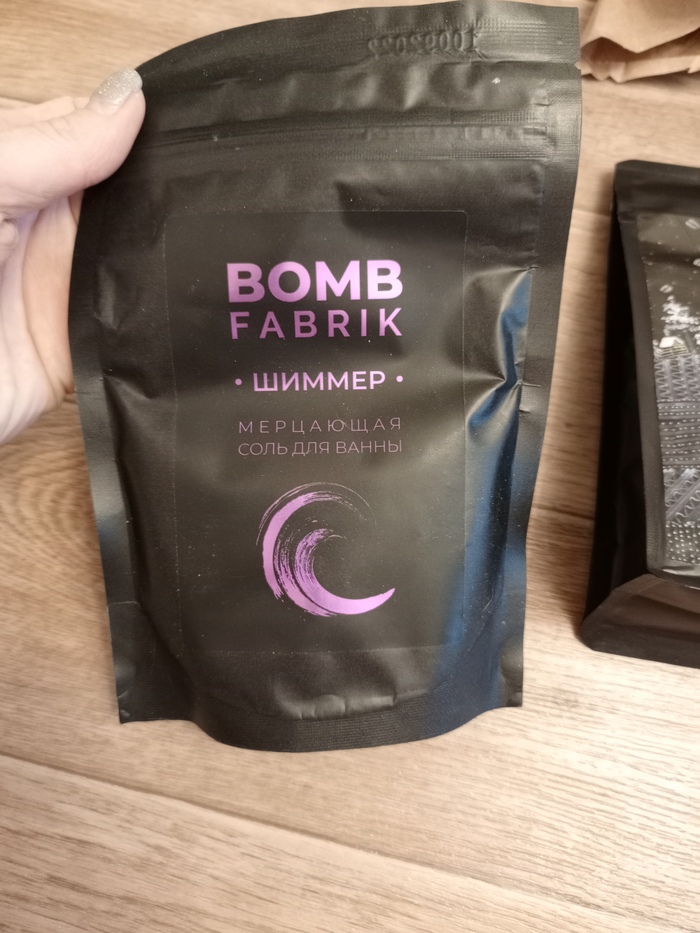 BOMB
FABRIK
• ШИММЕР •
МЕРЦАЮЩАЯ
СОЛЬ ДЛЯ ВАННЫ